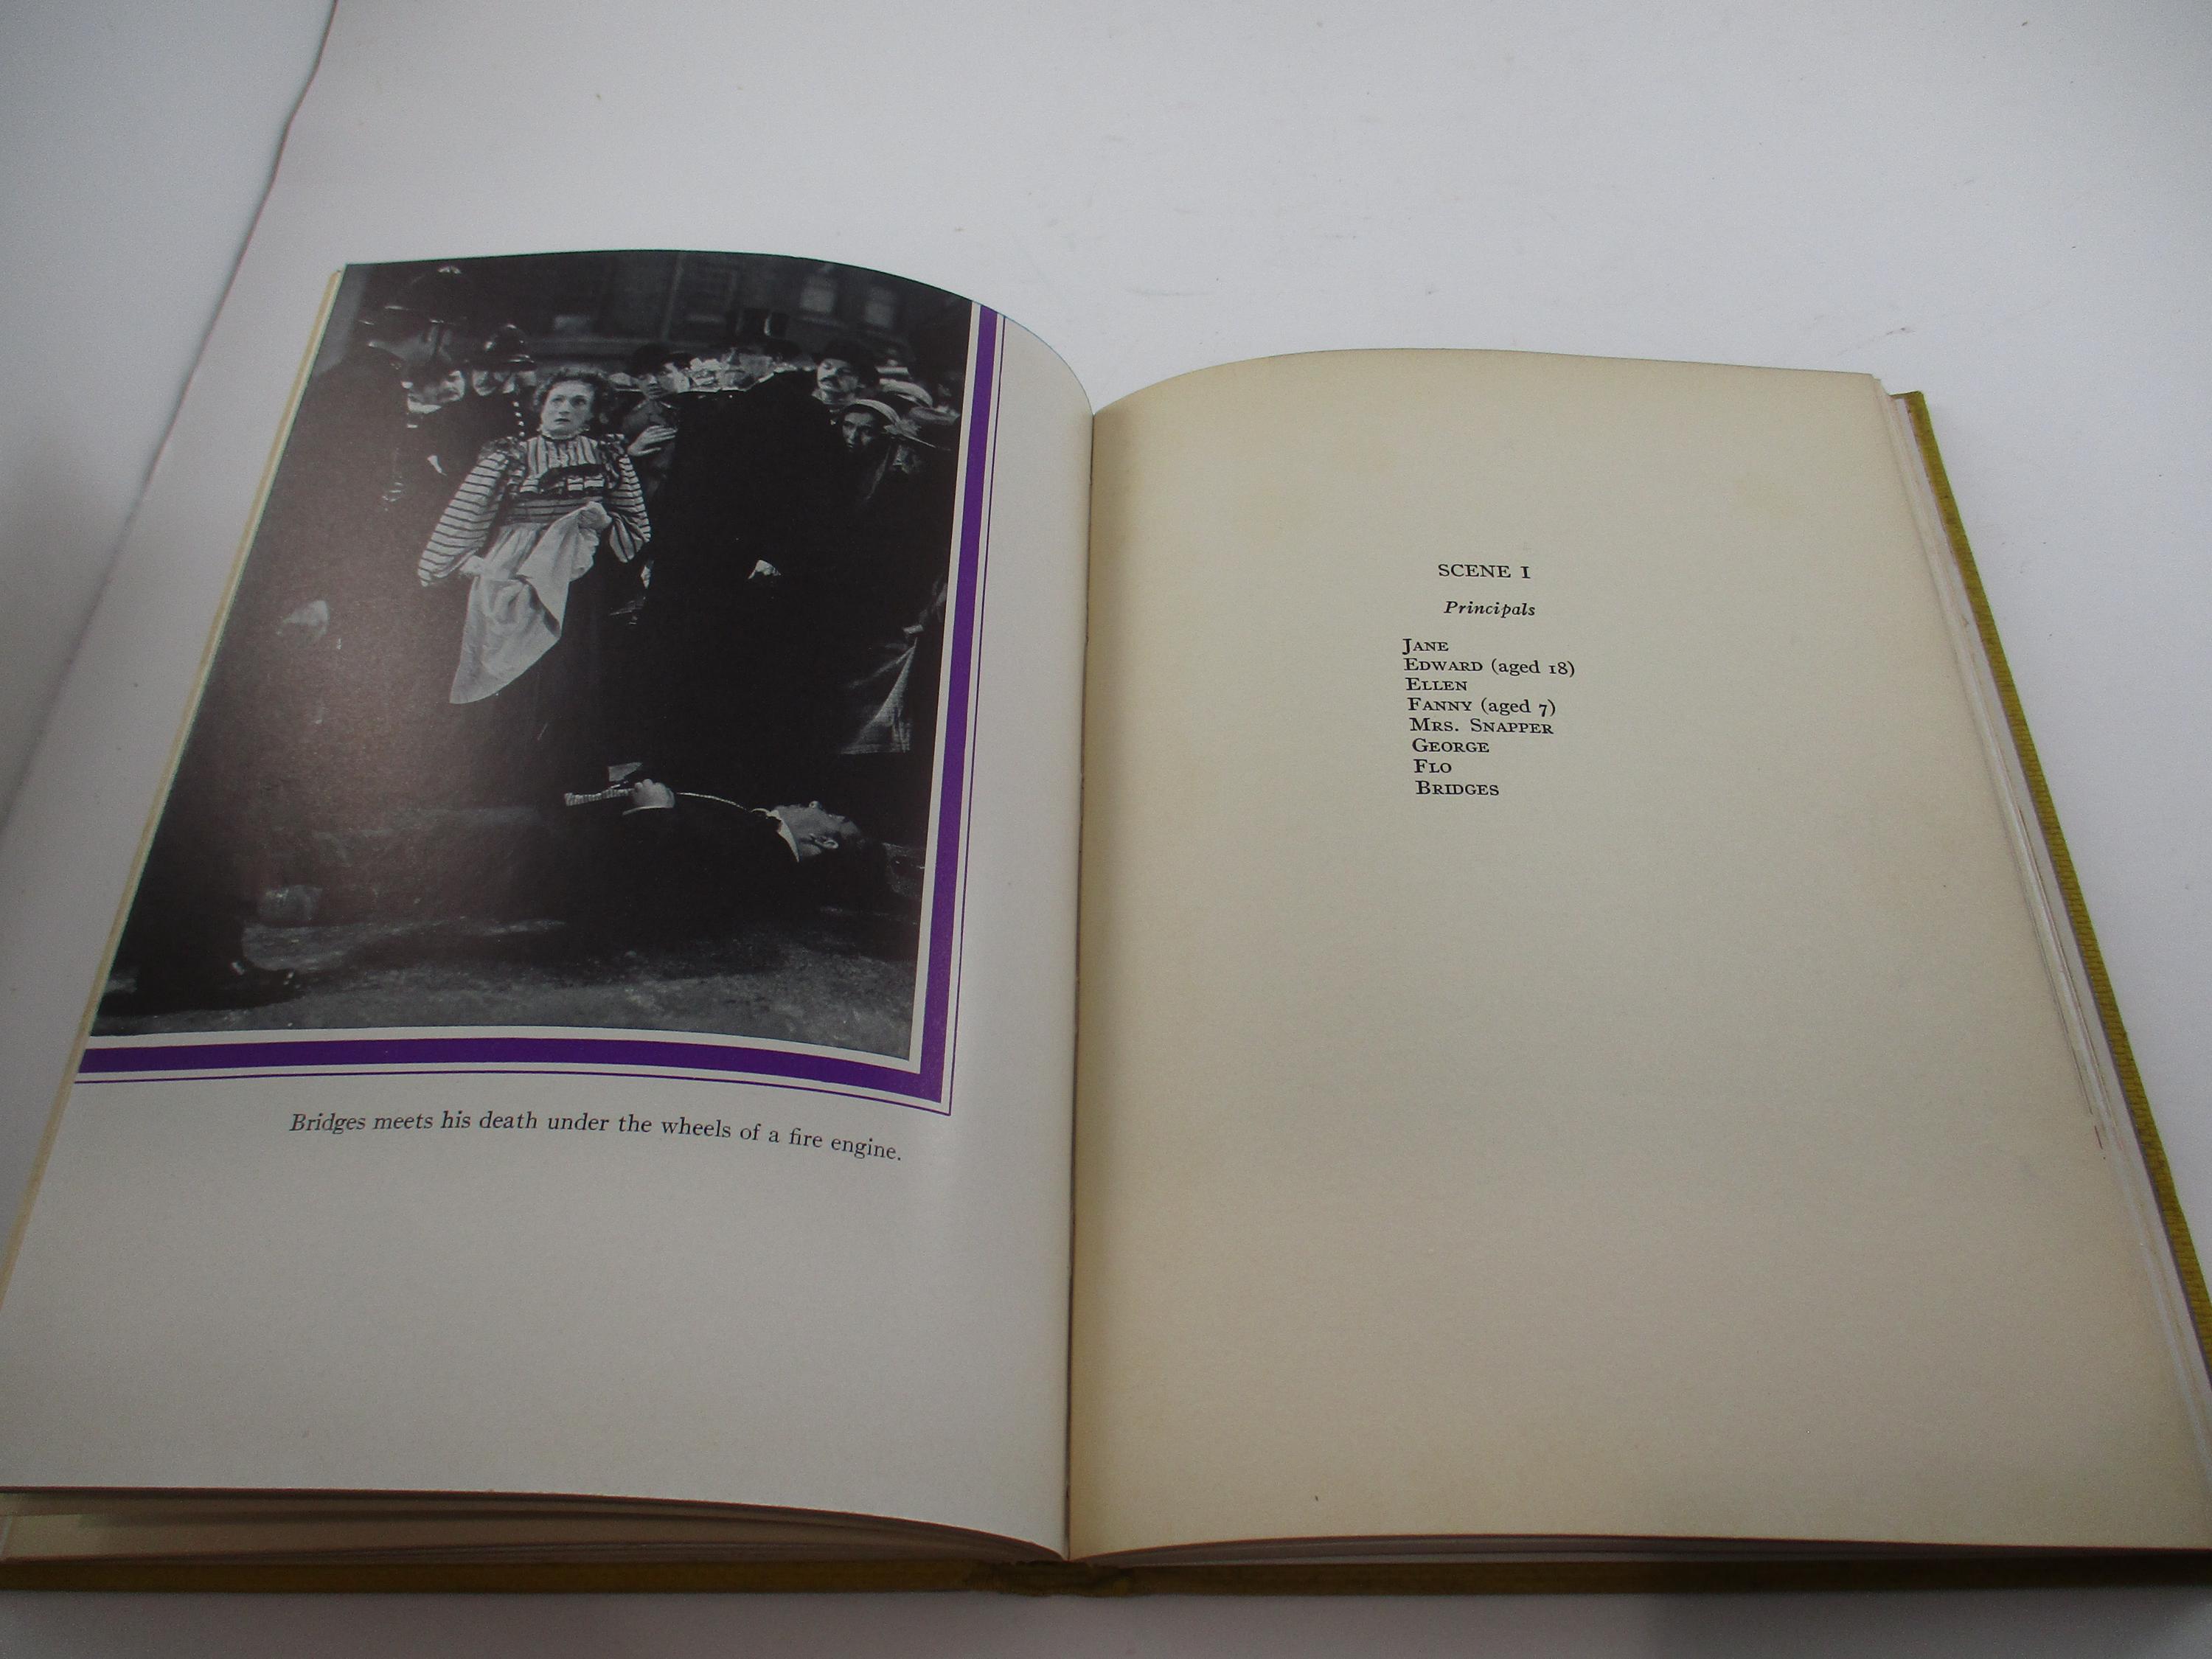 Bridges meets his death under the wheels of a fire engine.
SCENE I
Principals
JANE
EDWARD (aged 18)
ELLEN
FANNY (aged 7)
MRS. SNAPPER
GEORGE
FLO
BRIDGES